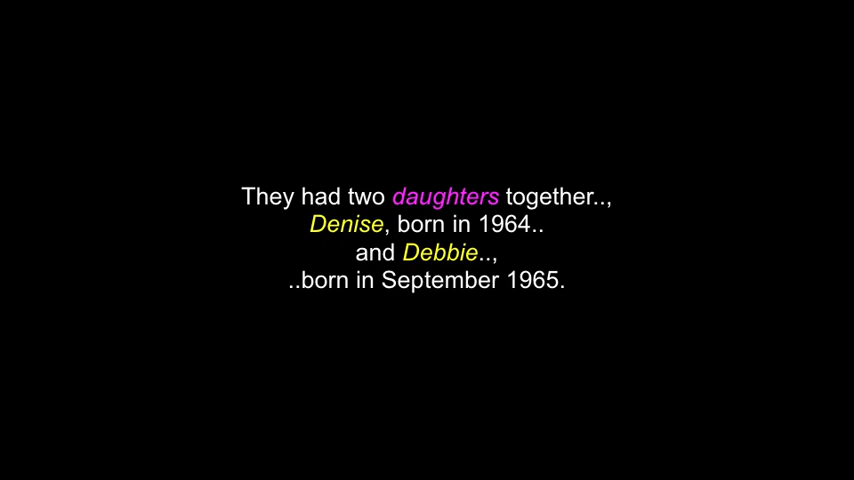 They had two daughters together..,
Denise, born in 1964..
and Debbie..,
..born in September 1965.